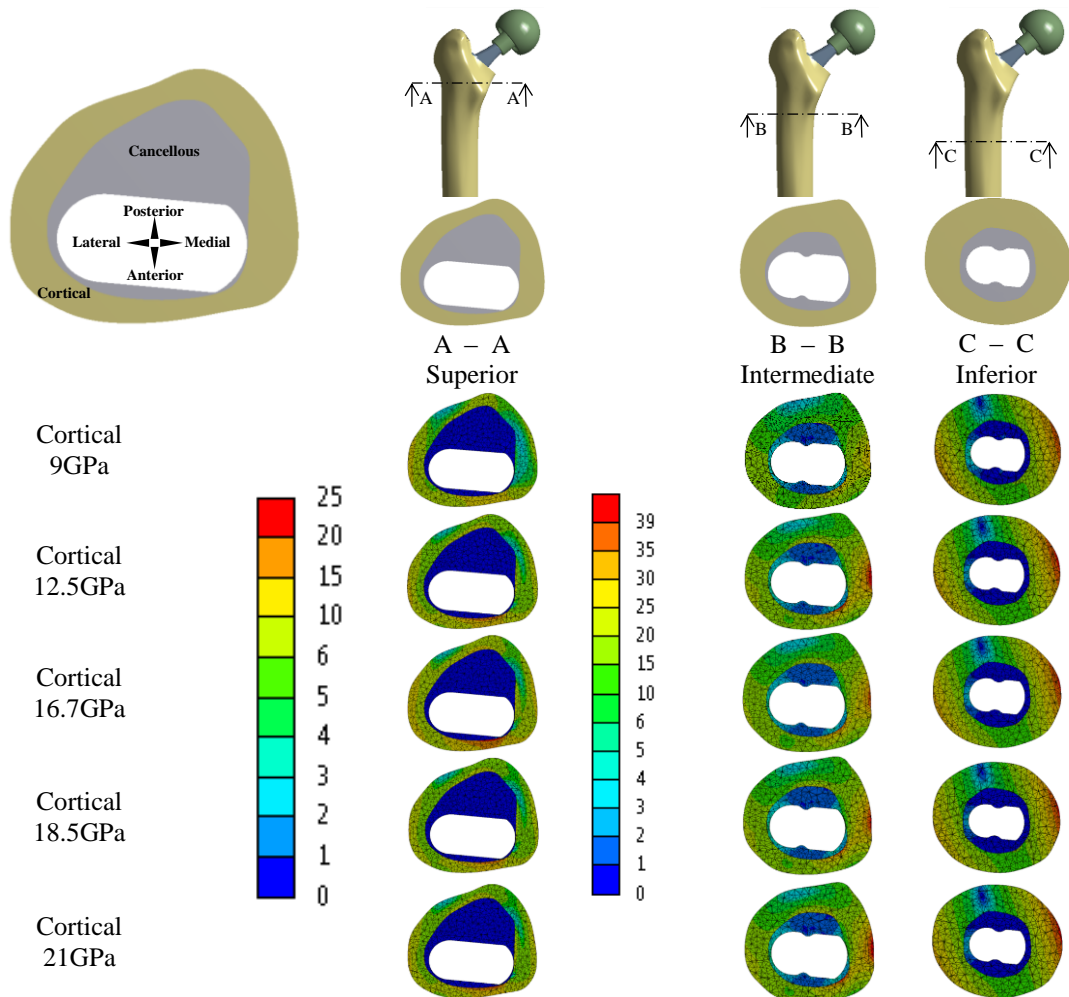 A A
B B
C C
Cancellous
Posterior
Lateral Medial
Anterior
Cortical
A – A
Superior
B – B
Intermediate
C – C
Inferior
Cortical
9GPa
Cortical
12.5GPa
Cortical
16.7GPa
Cortical
18.5GPa
Cortical
21GPa
25
20
15
10
6
5
4
3
2
1
0
39
35
30
25
20
15
10
6
5
4
3
2
1
0